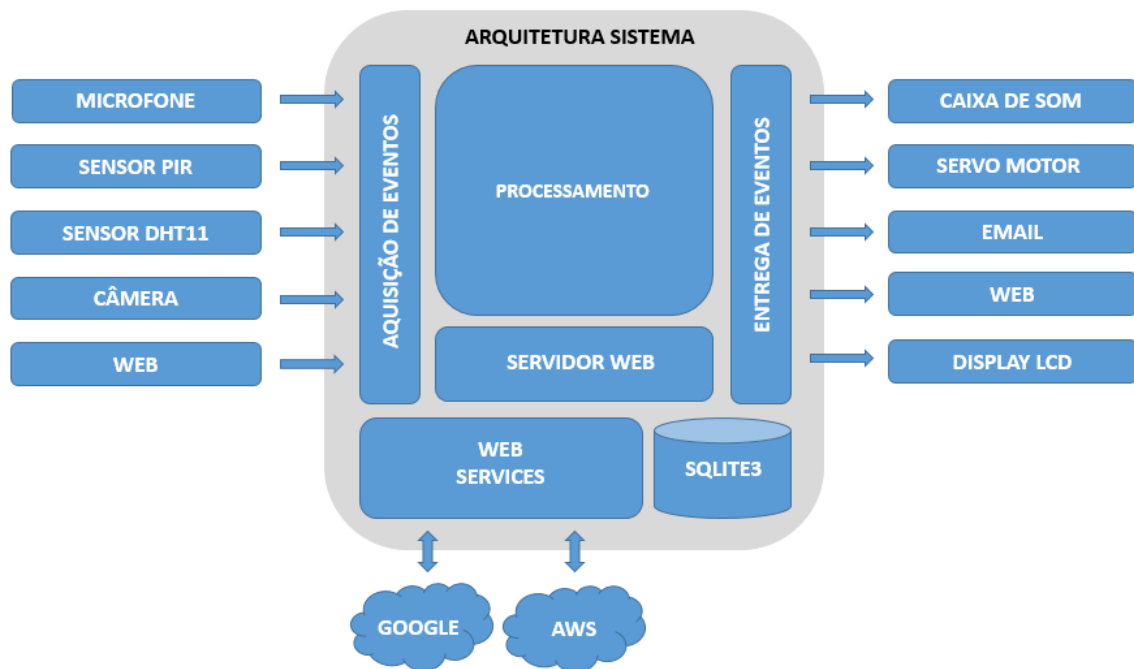 ARQUITETURA SISTEMA
MICROFONE
SENSOR PIR
SENSOR DHT11
CÂMERA
WEB
AQUISIÇÃO DE EVENTOS
PROCESSAMENTO
SERVIDOR WEB
ENTREGA DE EVENTOS
CAIXA DE SOM
SERVO MOTOR
EMAIL
WEB
DISPLAY LCD
WEB
SERVICES
SQLITE3
GOOGLE
AWS